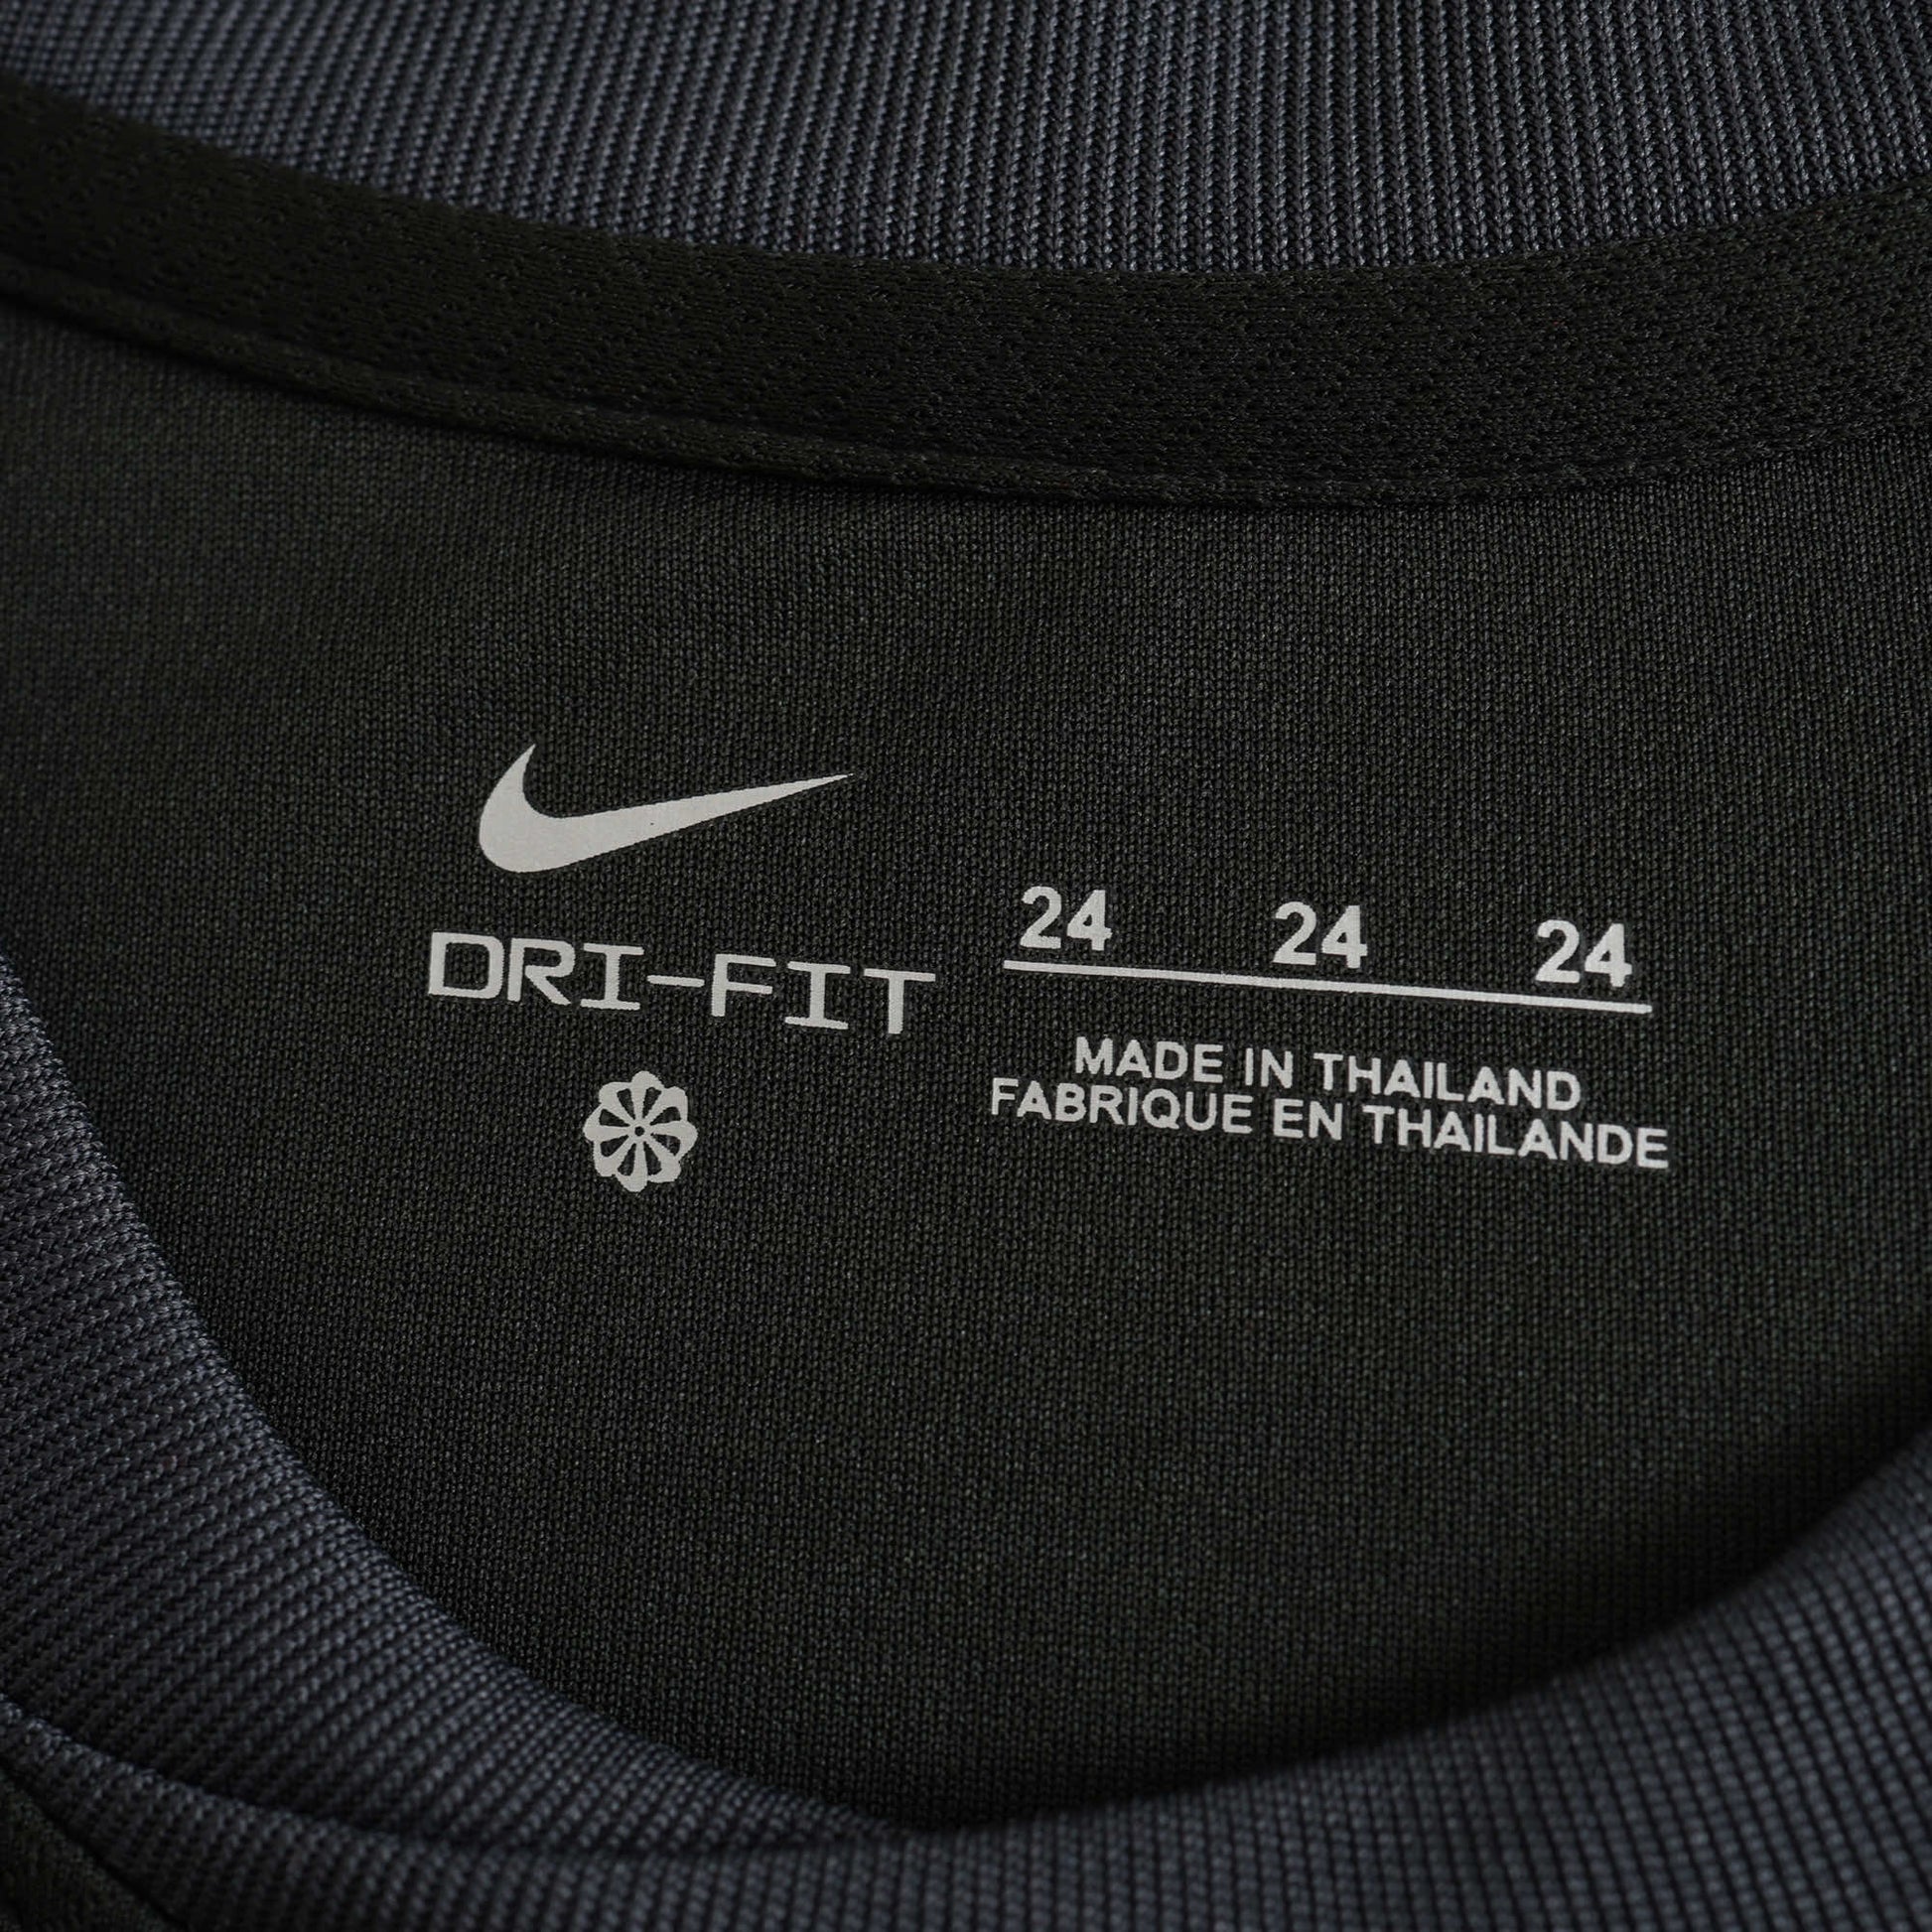 DRI-FIT
24 24 24
MADE IN THAILAND
FABRIQUE EN THAILANDE